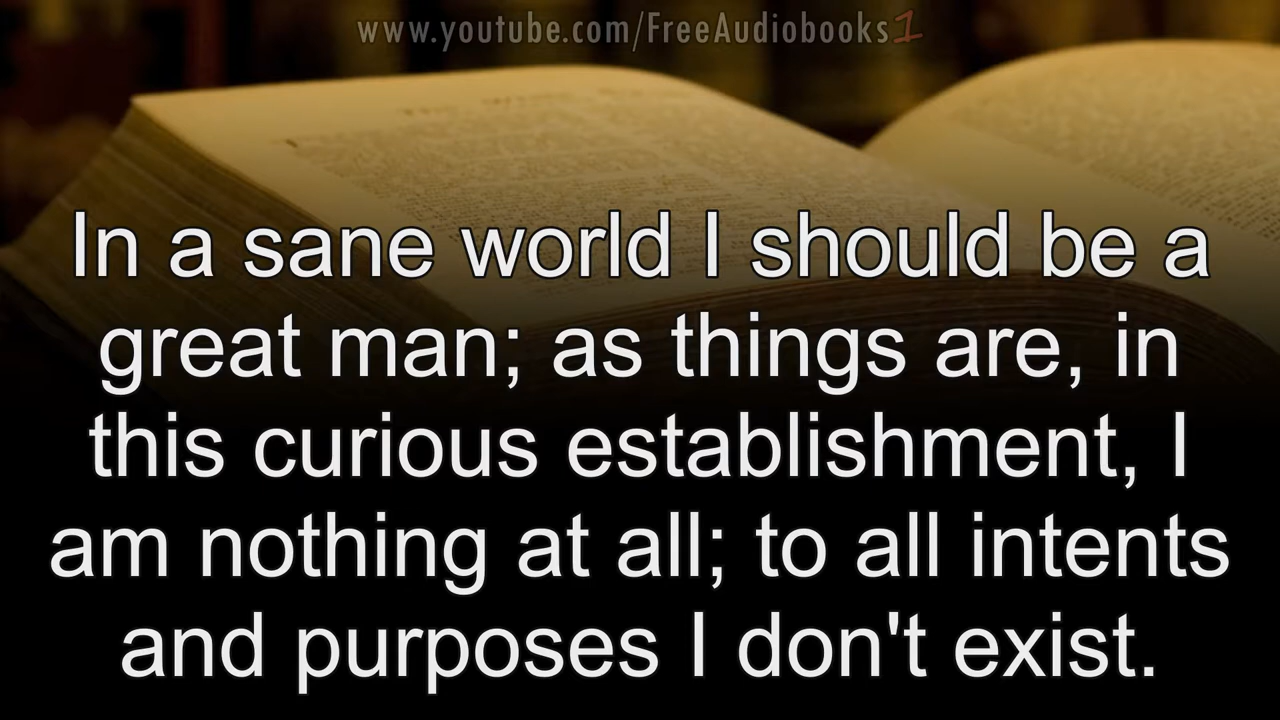 www.youtube.com/FreeAudiobooks1
In a sane world I should be a
great man; as things are, in
this curious establishment, I
am nothing at all; to all intents
and purposes I don't exist.